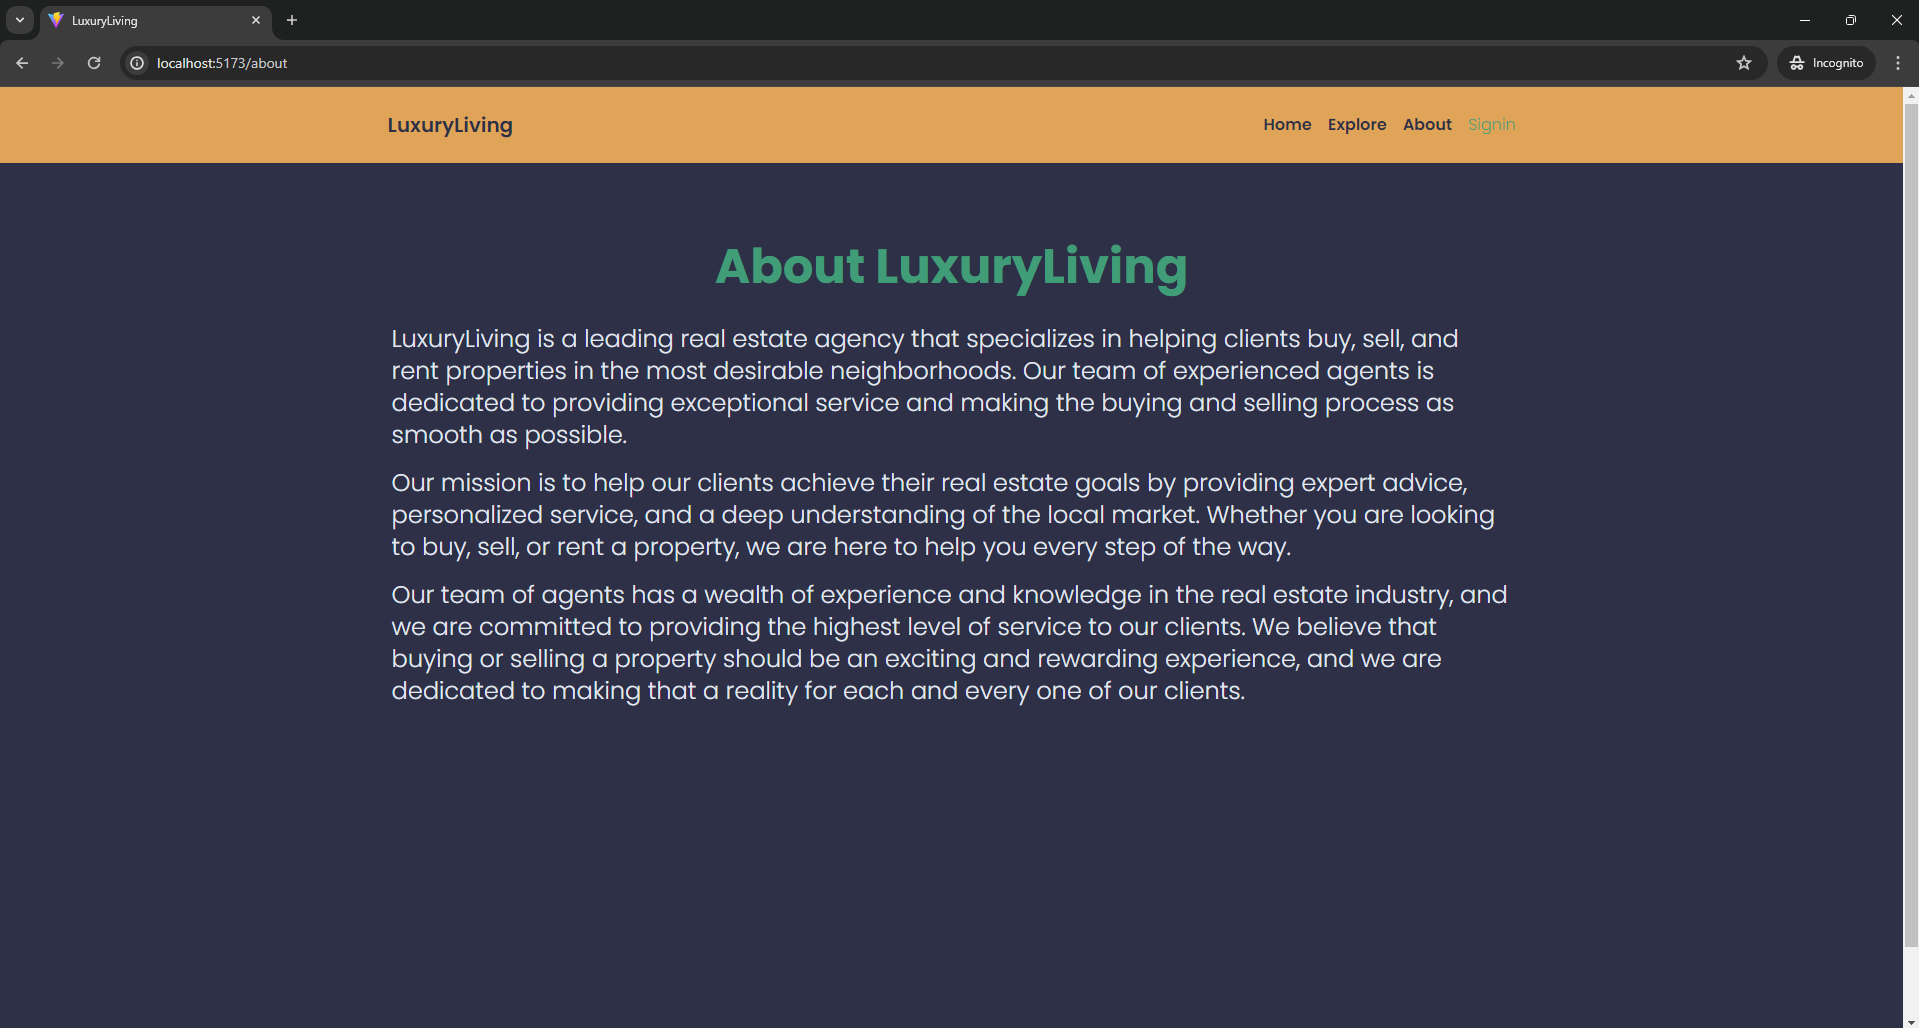 LuxuryLiving
localhost:5173/about
Incognito
LuxuryLiving
Home Explore About Signin
About LuxuryLiving
LuxuryLiving is a leading real estate agency that specializes in helping clients buy, sell, and
rent properties in the most desirable neighborhoods. Our team of experienced agents is
dedicated to providing exceptional service and making the buying and selling process as
smooth as possible.
Our mission is to help our clients achieve their real estate goals by providing expert advice,
personalized service, and a deep understanding of the local market. Whether you are looking
to buy, sell, or rent a property, we are here to help you every step of the way.
Our team of agents has a wealth of experience and knowledge in the real estate industry, and
we are committed to providing the highest level of service to our clients. We believe that
buying or selling a property should be an exciting and rewarding experience, and we are
dedicated to making that a reality for each and every one of our clients.